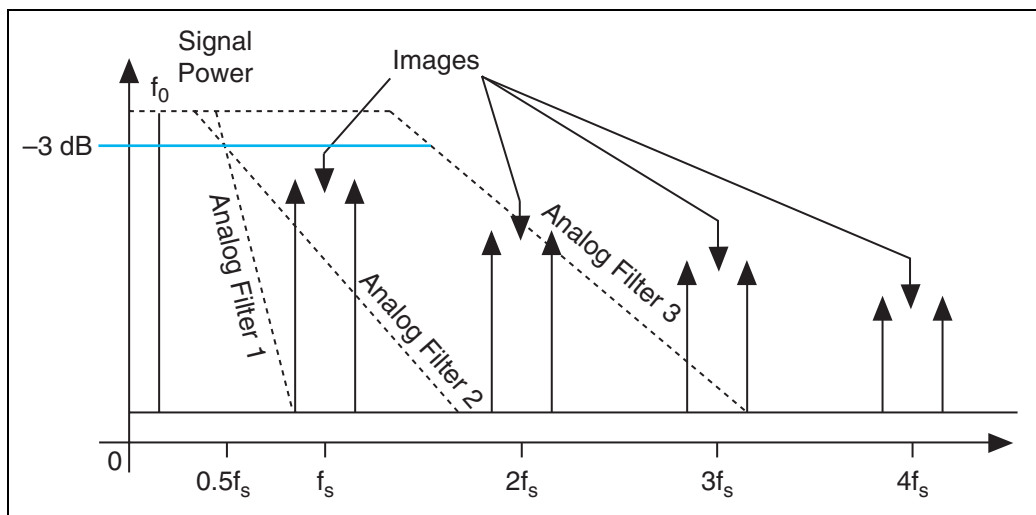 Signal
Power
Images
f₀
–3 dB
Analog Filter 1
Analog Filter 2
Analog Filter 3
0
0.5fₛ
fₛ
2fₛ
3fₛ
4fₛ